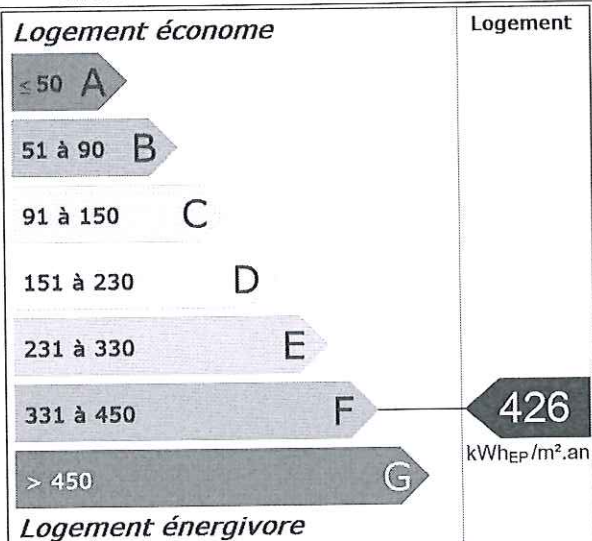 Logement économe
Logement
≤ 50 A
51 à 90 B
91 à 150 C
151 à 230 D
231 à 330 E
331 à 450 F
426
kWhEP/m².an
> 450 G
Logement énergivore